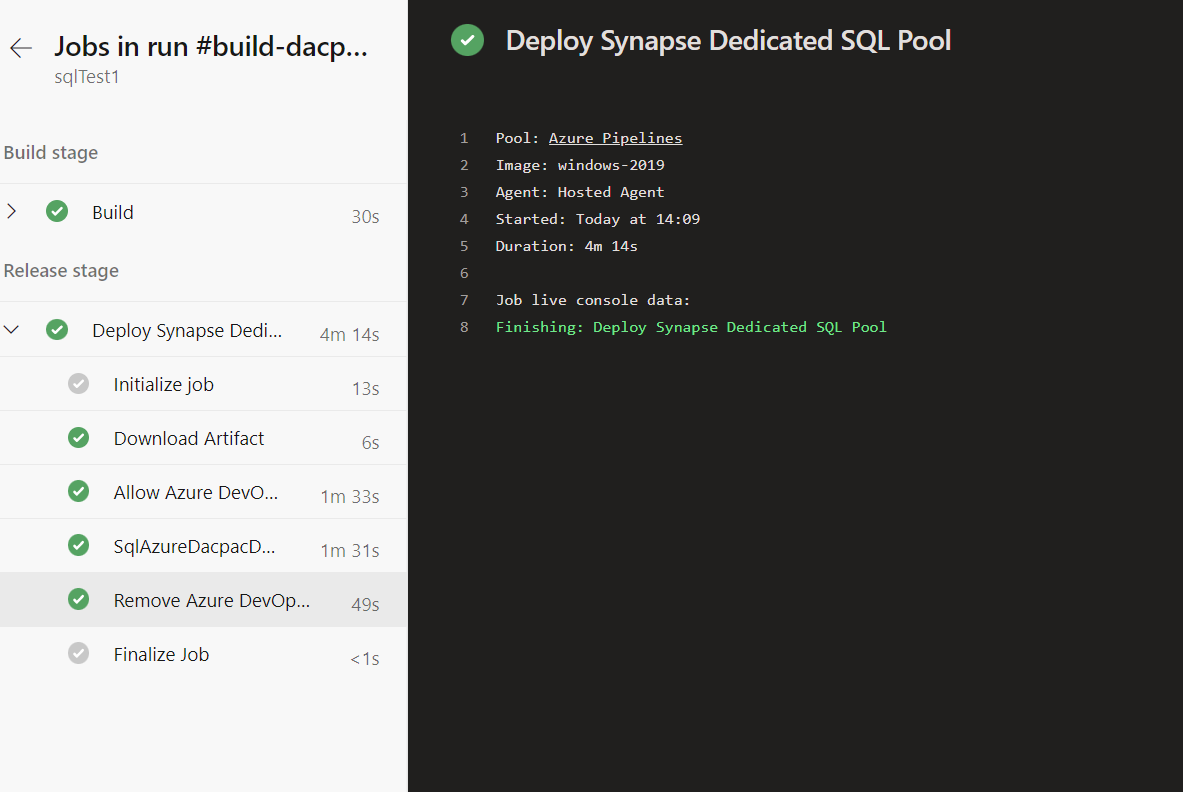 Jobs in run #build-dacp...
sqlTest1
Build stage
Build 30s
Release stage
Deploy Synapse Dedi... 4m 14s
Initialize job 13s
Download Artifact 6s
Allow Azure DevO... 1m 33s
SqlAzureDacpacD... 1m 31s
Remove Azure DevOp... 49s
Finalize Job <1s
Deploy Synapse Dedicated SQL Pool
1 Pool: Azure Pipelines
2 Image: windows-2019
3 Agent: Hosted Agent
4 Started: Today at 14:09
5 Duration: 4m 14s
6
7 Job live console data:
8 Finishing: Deploy Synapse Dedicated SQL Pool